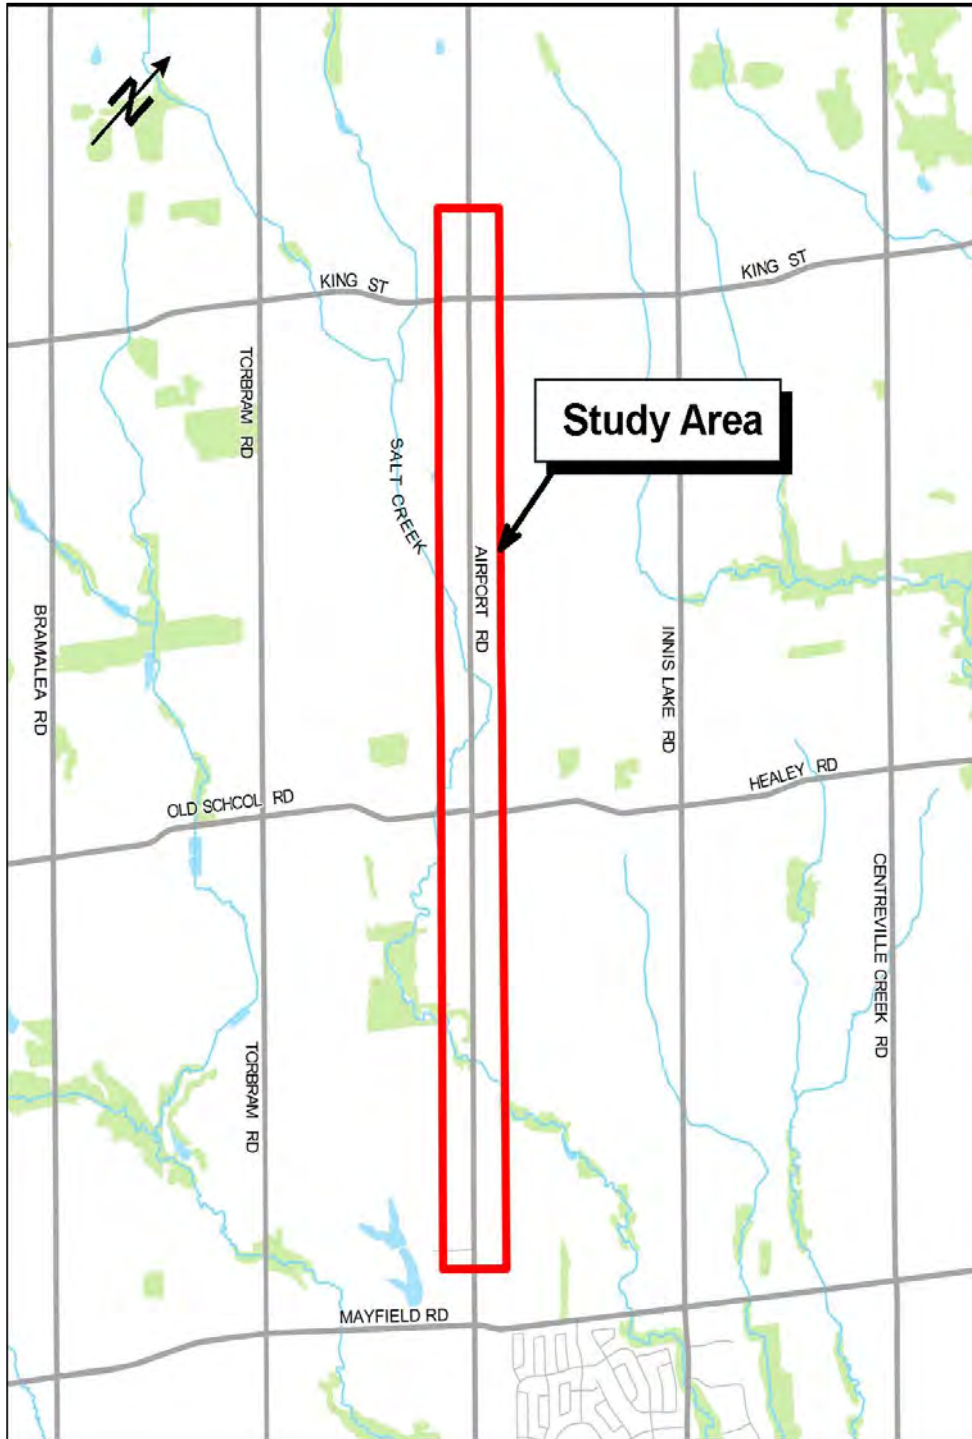 N
KING ST
KING ST
TORBRAM RD
Study Area
SALT CREEK
AIRPORT RD
BRAMALEA RD
INNIS LAKE RD
HEALEY RD
OLD SCHOOL RD
CENTREVILLE CREEK RD
TORBRAM RD
MAYFIELD RD